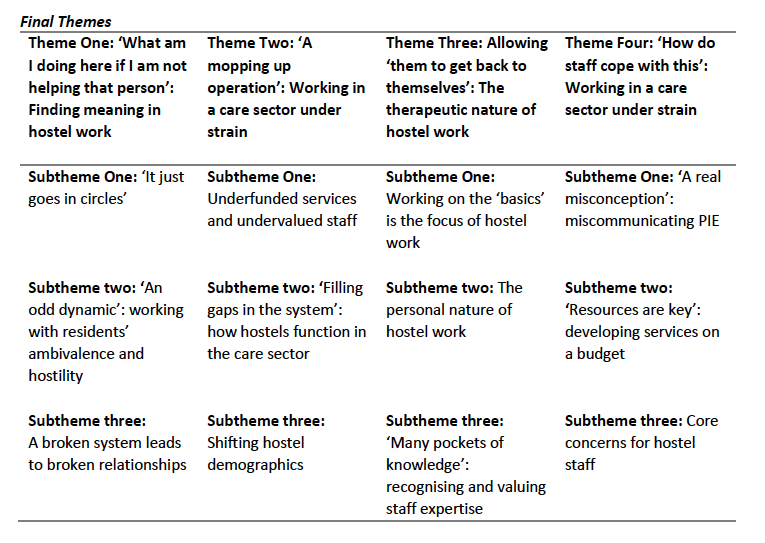 Final Themes
Theme One: ‘What am
I doing here if I am not
helping that person’:
Finding meaning in
hostel work
Theme Two: ‘A
mopping up
operation’: Working in
a care sector under
strain
Theme Three: Allowing
‘them to get back to
themselves’: The
therapeutic nature of
hostel work
Theme Four: ‘How do
staff cope with this’:
Working in a care
sector under strain
Subtheme One: ‘It just
goes in circles’
Subtheme One:
Underfunded services
and undervalued staff
Subtheme One:
Working on the ‘basics’
is the focus of hostel
work
Subtheme One: ‘A real
misconception’:
miscommunicating PIE
Subtheme two: ‘An
odd dynamic’: working
with residents’
ambivalence and
hostility
Subtheme two: ‘Filling
gaps in the system’:
how hostels function in
the care sector
Subtheme two: The
personal nature of
hostel work
Subtheme two:
‘Resources are key’:
developing services on
a budget
Subtheme three:
A broken system leads
to broken relationships
Subtheme three:
Shifting hostel
demographics
Subtheme three:
‘Many pockets of
knowledge’:
recognising and valuing
staff expertise
Subtheme three: Core
concerns for hostel
staff